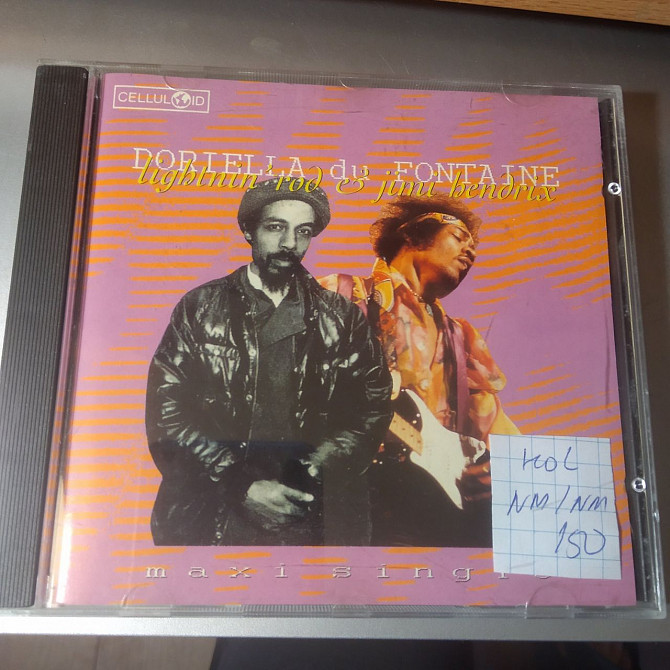 CELLULOID
DORIELLA du FONTAINE
lightnin' rod & jimi hendrix
HOL
NM/NM
150
maxi single